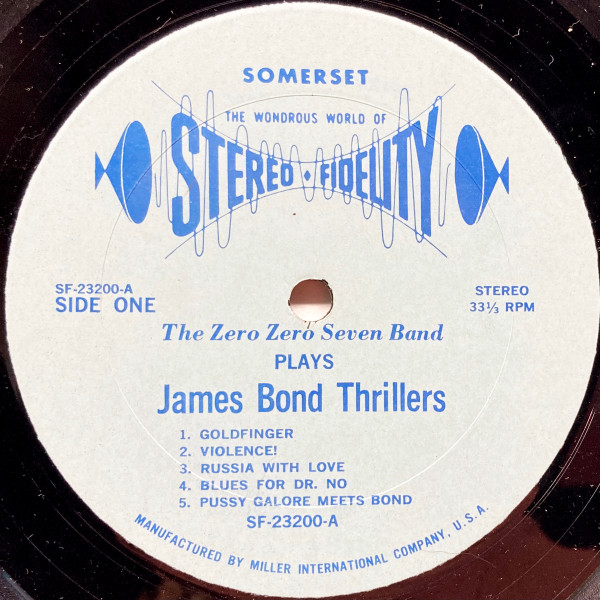 SOMERSET
THE WONDROUS WORLD OF
STEREO • FIDELITY
SF-23200-A
SIDE ONE
STEREO
33⅓ RPM
The Zero Zero Seven Band
PLAYS
James Bond Thrillers
1. GOLDFINGER
2. VIOLENCE!
3. RUSSIA WITH LOVE
4. BLUES FOR DR. NO
5. PUSSY GALORE MEETS BOND
SF-23200-A
MANUFACTURED BY MILLER INTERNATIONAL COMPANY, U.S.A.